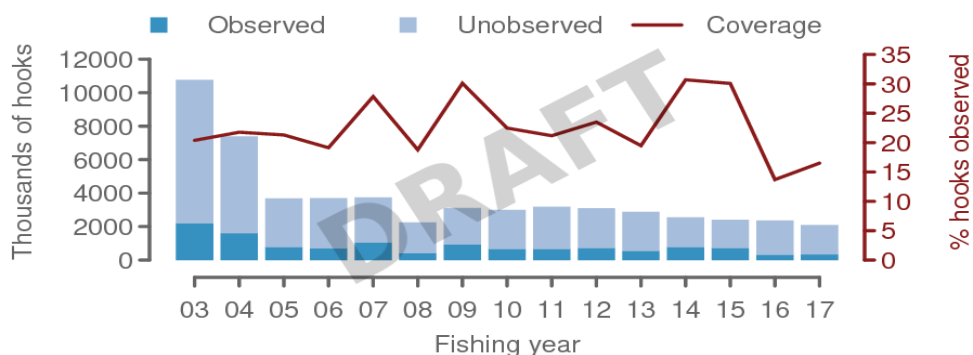 Observed Unobserved Coverage
Thousands of hooks
12000
10000
8000
6000
4000
2000
0
35
30
25
20
15
10
5
0
% hooks observed
DRAFT
03 04 05 06 07 08 09 10 11 12 13 14 15 16 17
Fishing year